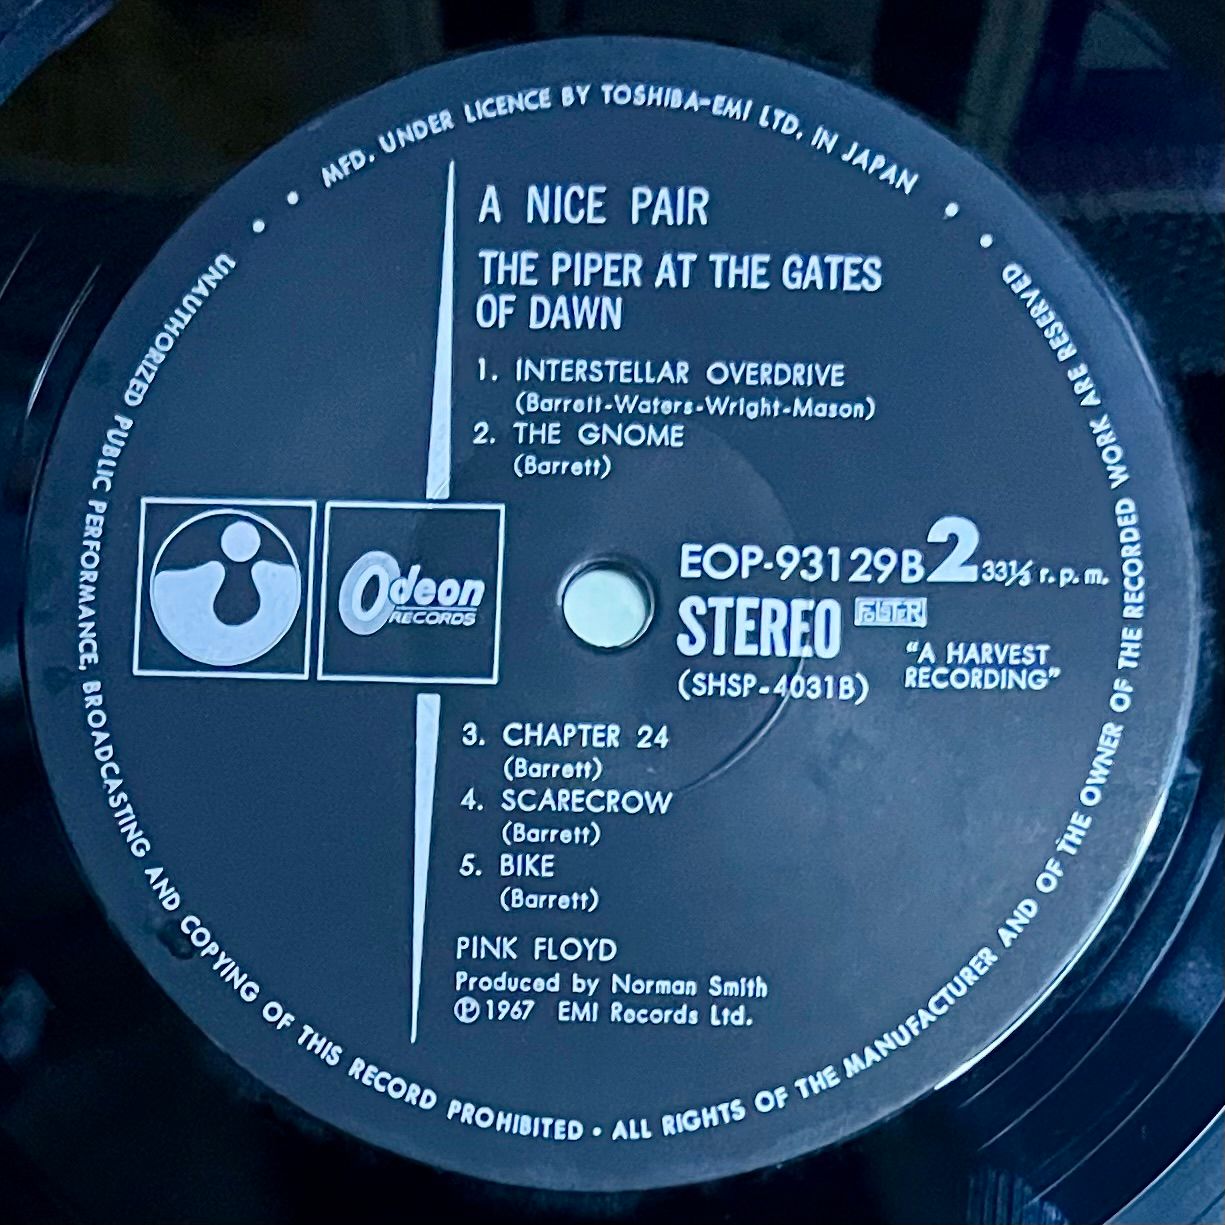 MFD. UNDER LICENCE BY TOSHIBA-EMI LTD. IN JAPAN
A NICE PAIR
THE PIPER AT THE GATES
OF DAWN
1. INTERSTELLAR OVERDRIVE
(Barrett-Waters-Wright-Mason)
2. THE GNOME
(Barrett)
Odeon
RECORDS
EOP-93129B 2 33⅓ r.p.m.
STEREO
"A HARVEST
RECORDING"
(SHSP-4031B)
3. CHAPTER 24
(Barrett)
4. SCARECROW
(Barrett)
5. BIKE
(Barrett)
PINK FLOYD
Produced by Norman Smith
Ⓟ1967 EMI Records Ltd.
UNAUTHORIZED PUBLIC PERFORMANCE, BROADCASTING AND COPYING OF THIS RECORD PROHIBITED • ALL RIGHTS OF THE MANUFACTURER AND OF THE OWNER OF THE RECORDED WORK ARE RESERVED